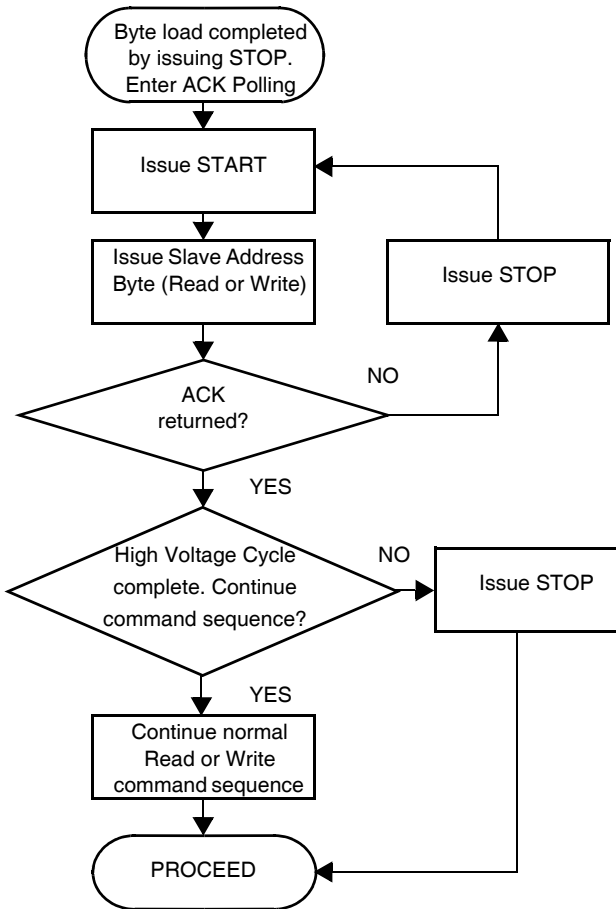 Byte load completed
by issuing STOP.
Enter ACK Polling
Issue START
Issue Slave Address
Byte (Read or Write)
Issue STOP
ACK
returned?
NO
YES
High Voltage Cycle
complete. Continue
command sequence?
NO
Issue STOP
YES
Continue normal
Read or Write
command sequence
PROCEED